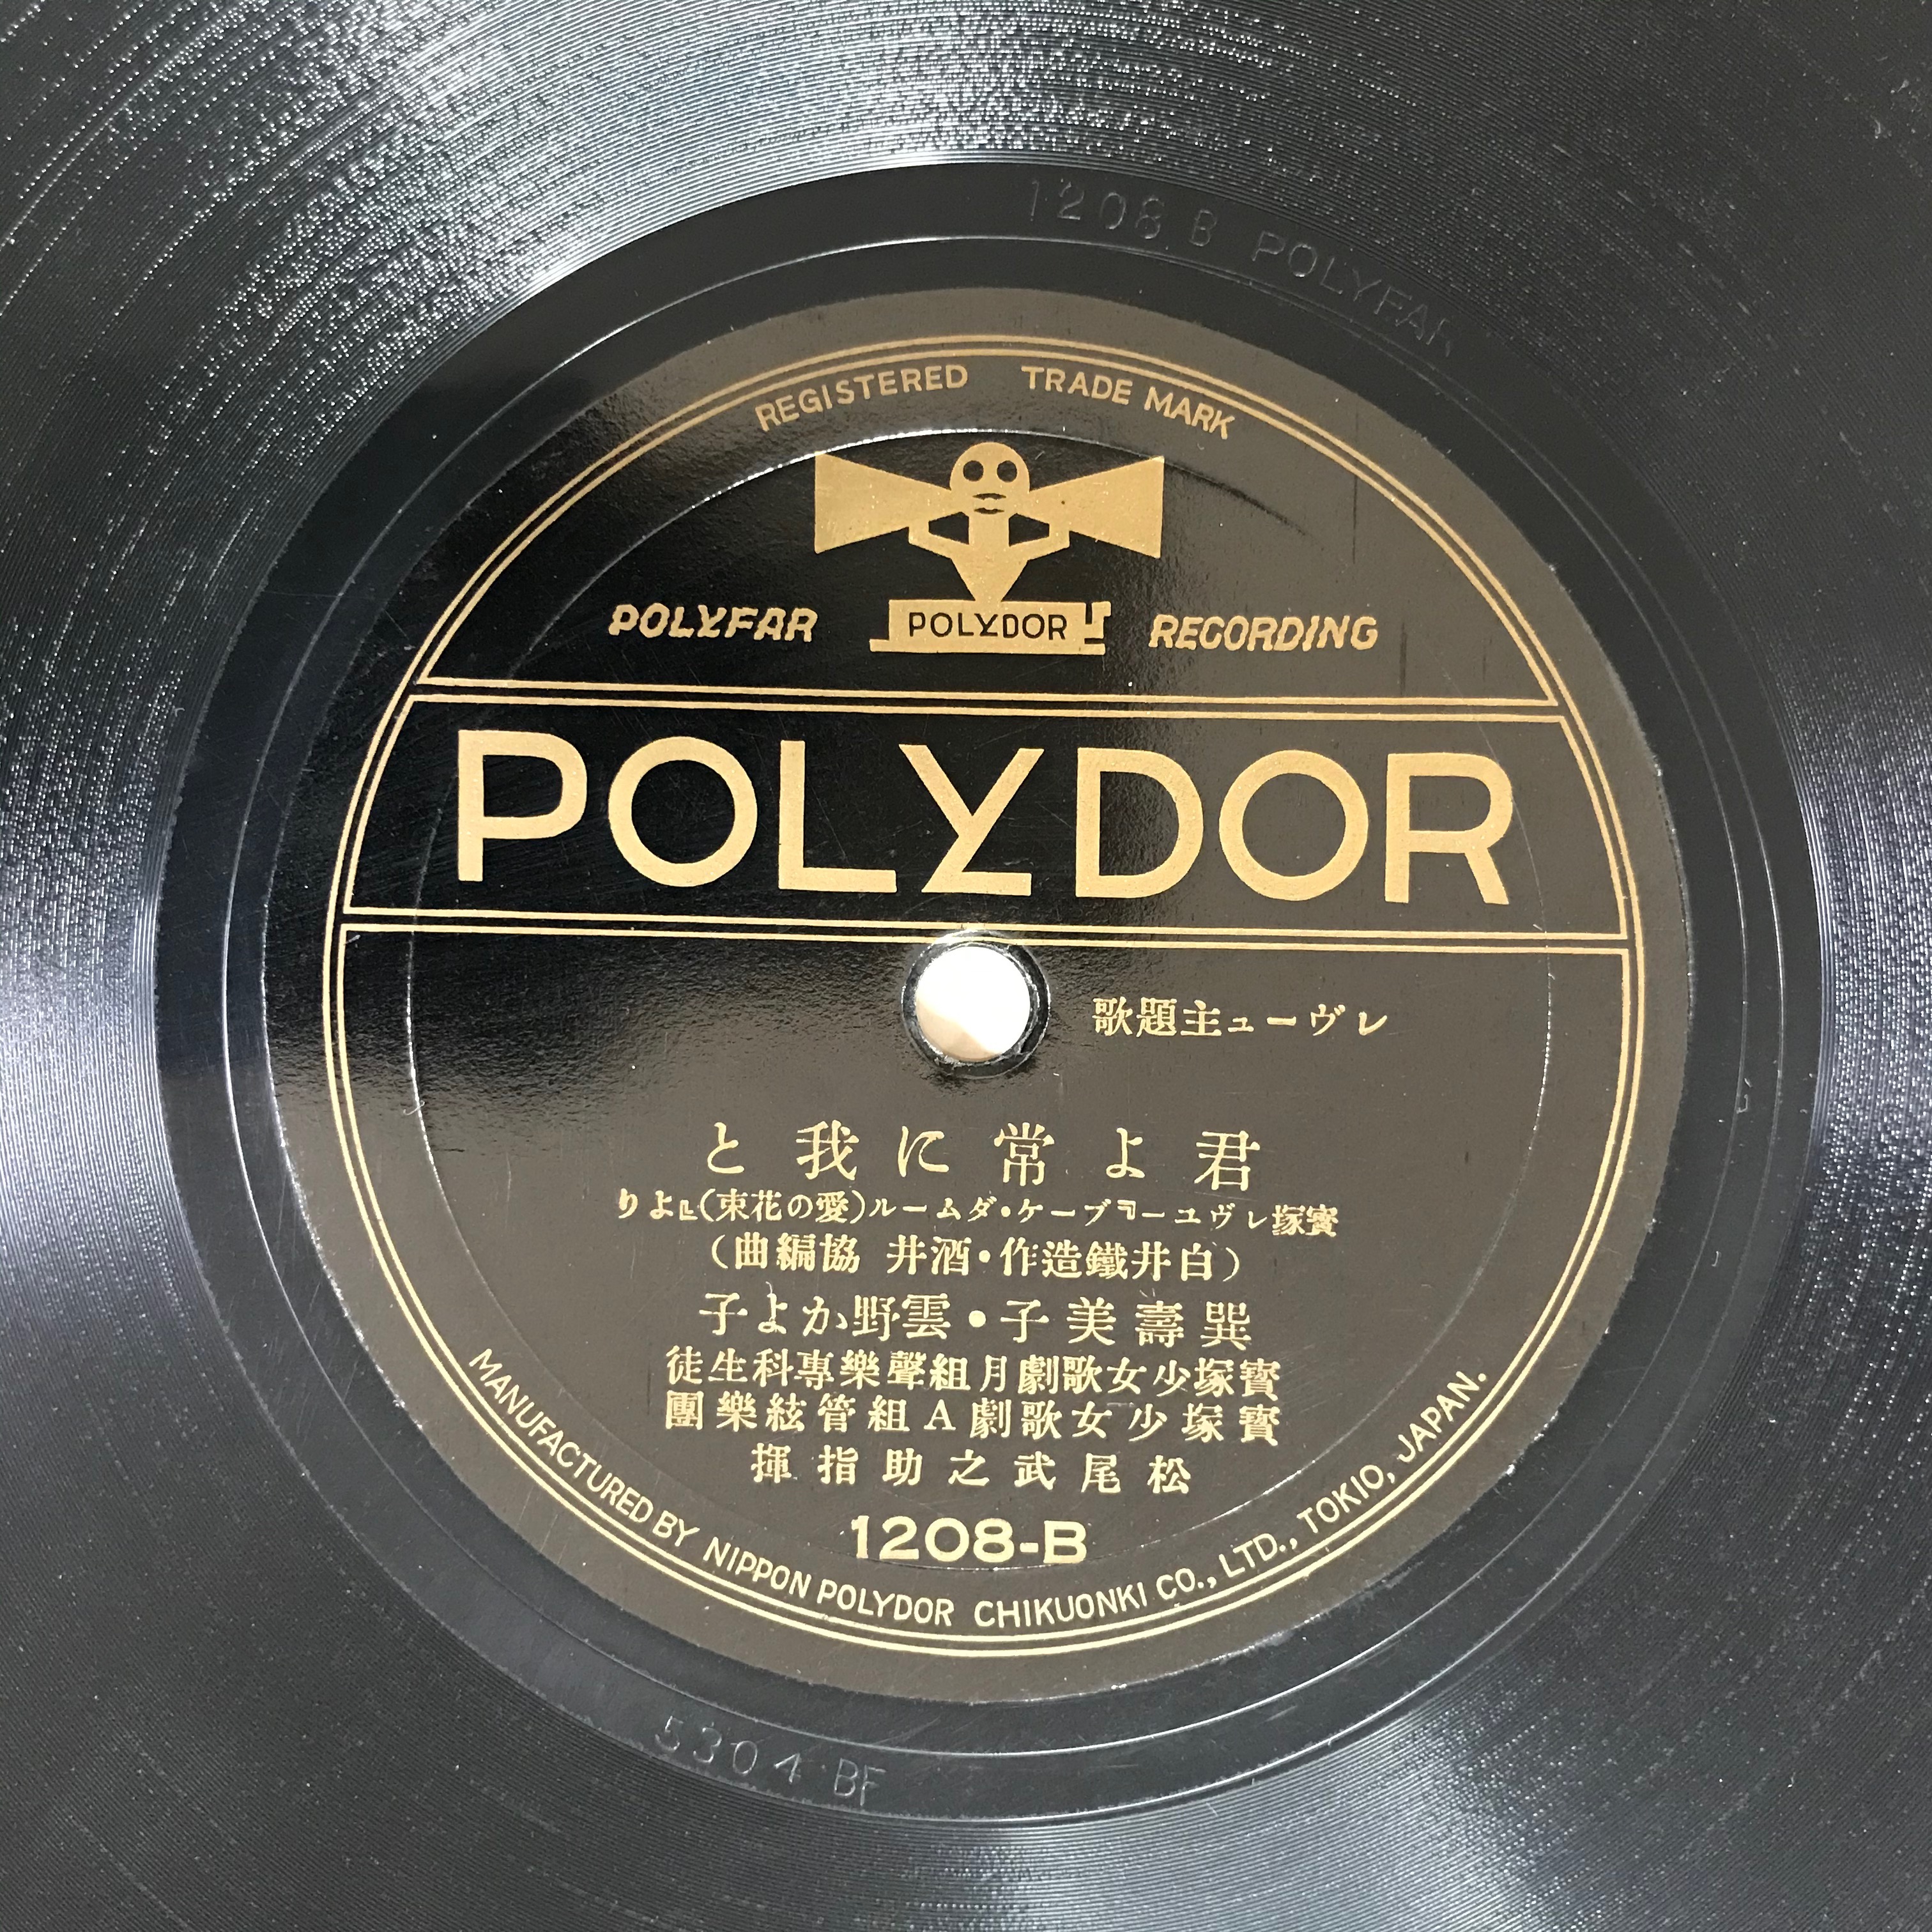 1208 B POLYFAR
REGISTERED TRADE MARK
POLYFAR POLYDOR RECORDING
POLYDOR
レヴーュ主題歌
君よ常に我と
寶塚レヴユー『ブーケ・ダムール(愛の花束)』より
(白井鐵造作・酒井 協編曲)
巽壽美子・雲野かよ子
寶塚少女歌劇月組聲樂專科生徒
寶塚少女歌劇A組管絃樂團
松尾武之助指揮
1208-B
MANUFACTURED BY NIPPON POLYDOR CHIKUONKI CO., LTD., TOKIO, JAPAN.
5304 BF